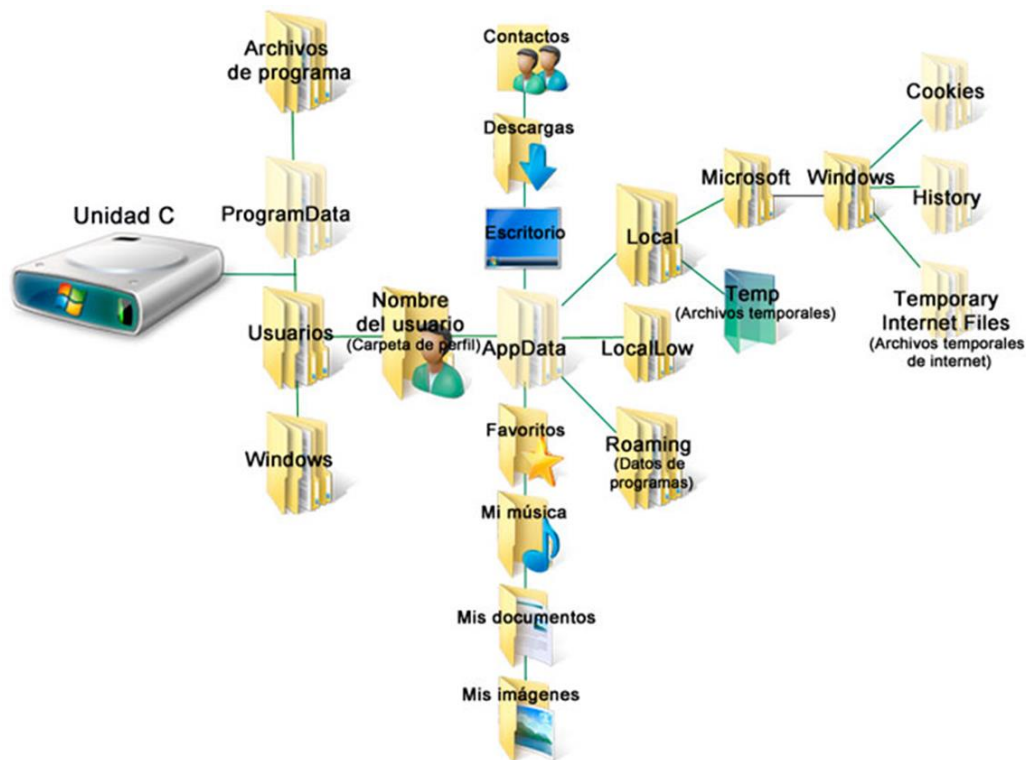 Unidad C
Archivos
de programa
ProgramData
Usuarios
Windows
Nombre
del usuario
(Carpeta de perfil)
Contactos
Descargas
Escritorio
AppData
Favoritos
Mi música
Mis documentos
Mis imágenes
Local
Temp
(Archivos temporales)
LocalLow
Roaming
(Datos de
programas)
Microsoft
Windows
Cookies
History
Temporary
Internet Files
(Archivos temporales
de internet)